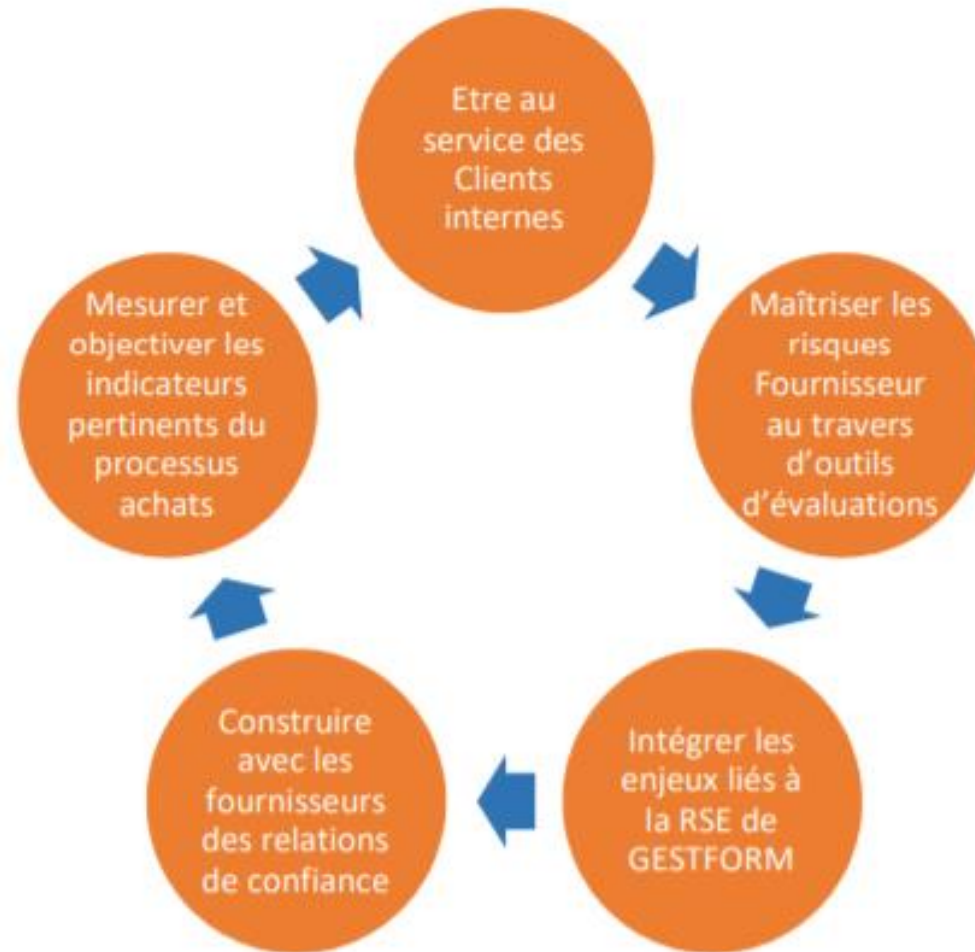 Etre au
service des
Clients
internes
Maîtriser les
risques
Fournisseur
au travers
d'outils
d'évaluations
Intégrer les
enjeux liés à
la RSE de
GESTFORM
Construire
avec les
fournisseurs
des relations
de confiance
Mesurer et
objectiver les
indicateurs
pertinents du
processus
achats